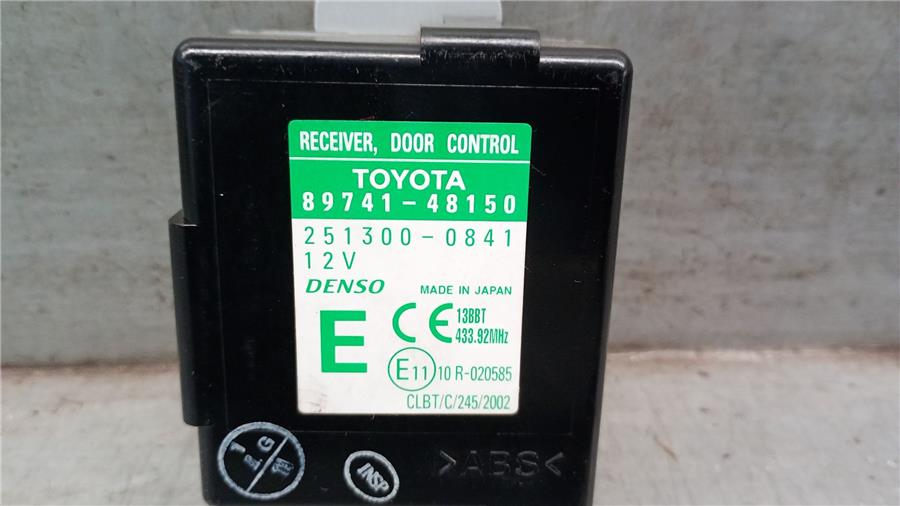 RECEIVER, DOOR CONTROL
TOYOTA
89741-48150
251300-0841
12V
DENSO MADE IN JAPAN
E CE 13BBT
433.92MHz
E11 10 R-020585
CLBT/C/245/2002
INSP
>ABS<